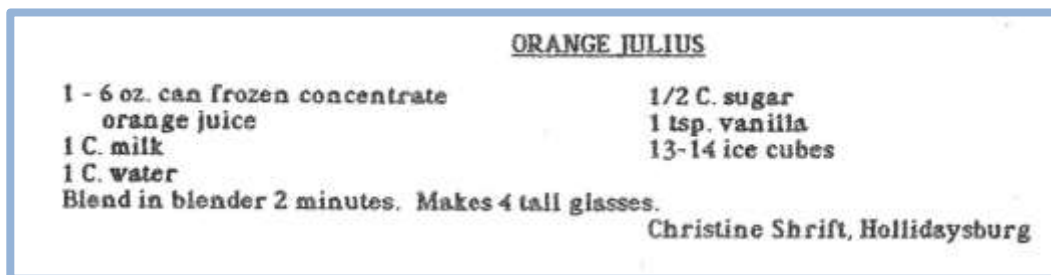 ORANGE JULIUS
1 - 6 oz. can frozen concentrate
orange juice
1 C. milk
1 C. water
1/2 C. sugar
1 tsp. vanilla
13-14 ice cubes
Blend in blender 2 minutes. Makes 4 tall glasses.
Christine Shrift, Hollidaysburg